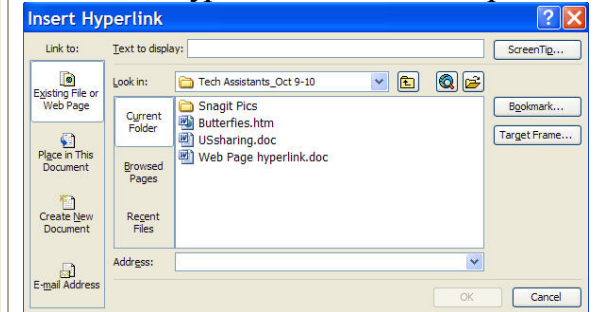 Insert Hyperlink
Link to:
Text to display:
ScreenTip...
Existing File or
Web Page
Look in:
Tech Assistants_Oct 9-10
Current
Folder
Snagit Pics
Butterfies.htm
USsharing.doc
Web Page hyperlink.doc
Bookmark...
Target Frame...
Place in This
Document
Browsed
Pages
Create New
Document
Recent
Files
E-mail Address
Address:
OK
Cancel